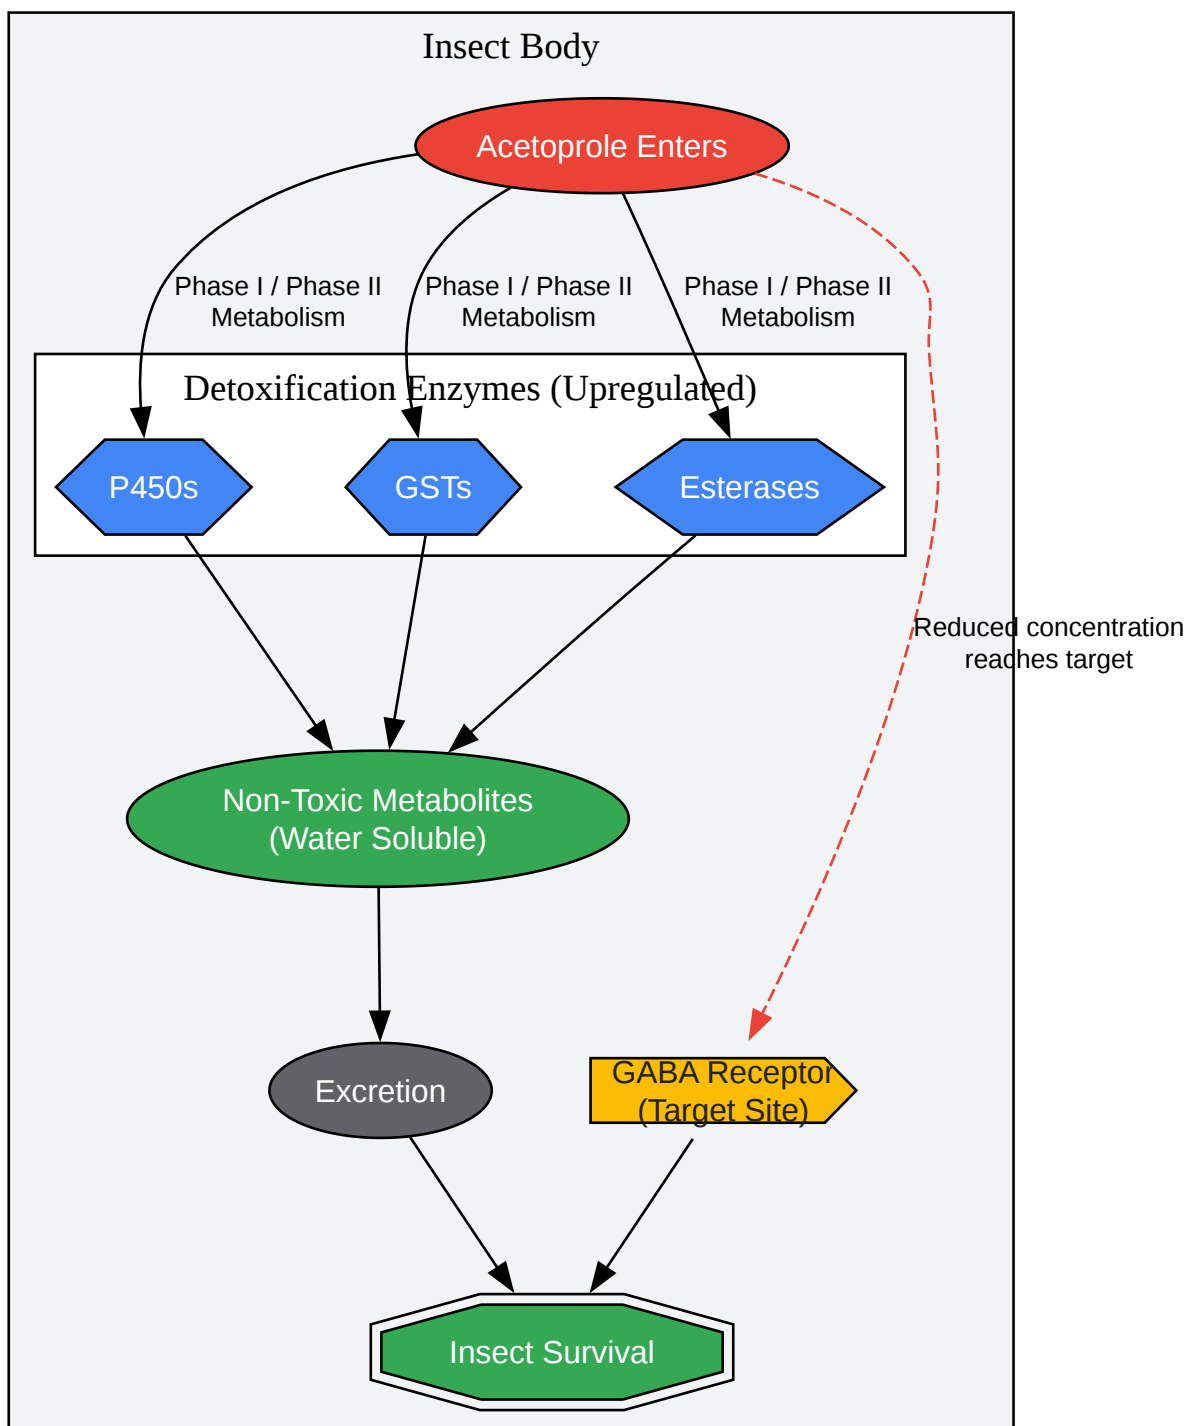 Insect Body
Acetoprole Enters
Phase I / Phase II
Metabolism
Phase I / Phase II
Metabolism
Phase I / Phase II
Metabolism
Detoxification Enzymes (Upregulated)
P450s
GSTs
Esterases
Reduced concentration
reaches target
Non-Toxic Metabolites
(Water Soluble)
Excretion
GABA Receptor
(Target Site)
Insect Survival